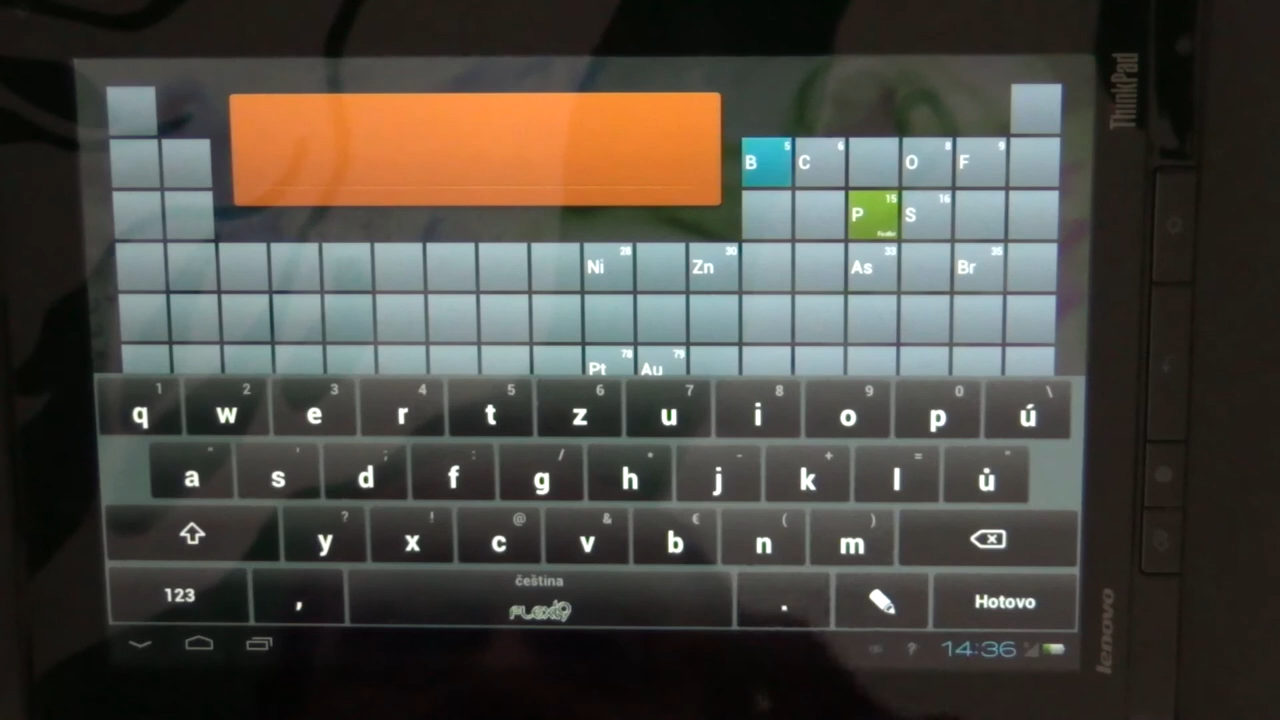 5 6 8 9
B C O F
15 16
P S
28 30 33 35
Ni Zn As Br
78 79
Pt Au
1 2 3 4 5 6 7 8 9 0 \
q w e r t z u i o p ú
" ' ; : / * - + = "
a s d f g h j k l ů
? ! @ & € ( )
y x c v b n m
čeština
123 , FLEXT9 . Hotovo
? 14:36
ThinkPad
lenovo